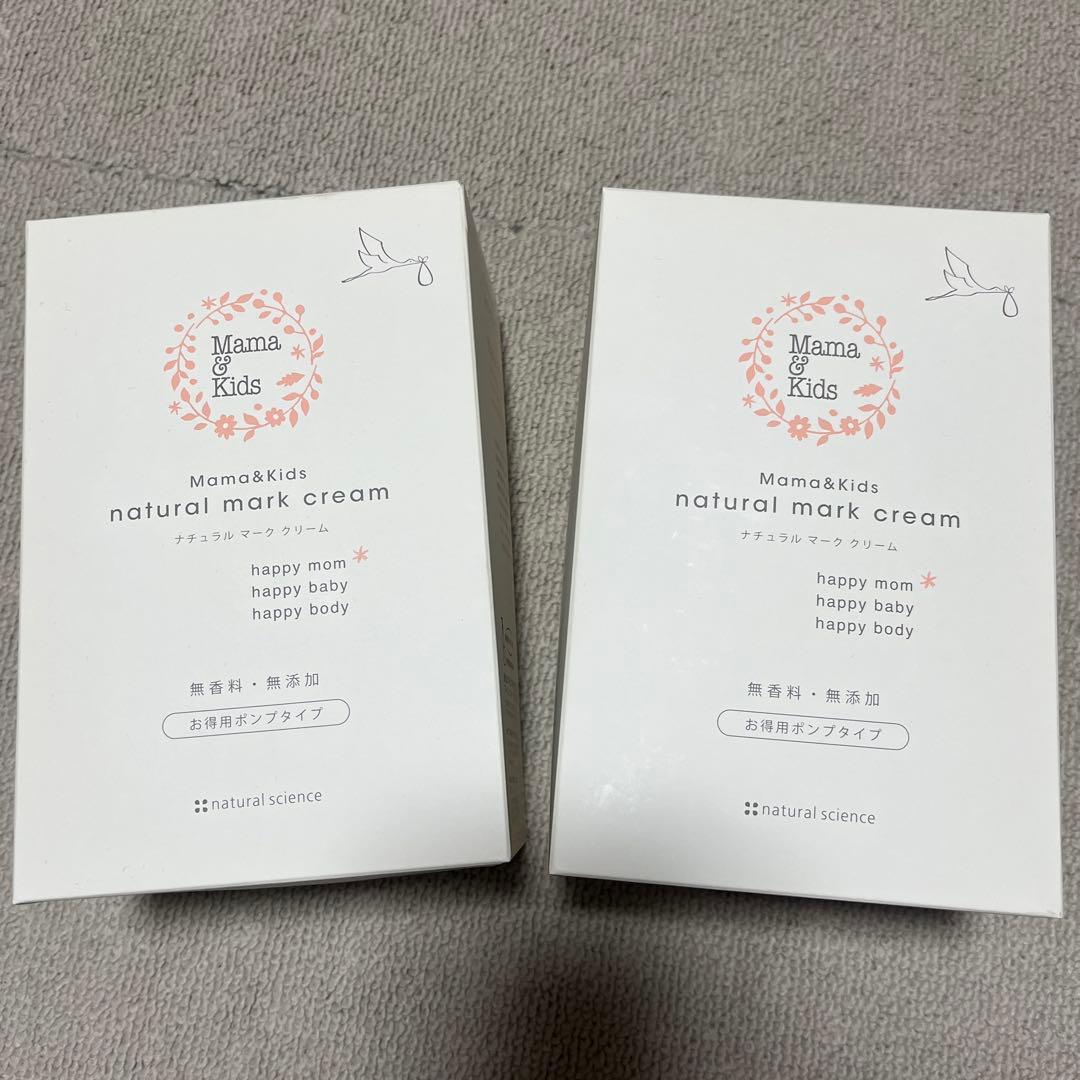 Mama
&
Kids
Mama&Kids
natural mark cream
ナチュラル マーク クリーム
happy mom
happy baby
happy body
無香料・無添加
お得用ポンプタイプ
natural science
Mama
&
Kids
Mama&Kids
natural mark cream
ナチュラル マーク クリーム
happy mom
happy baby
happy body
無香料・無添加
お得用ポンプタイプ
natural science